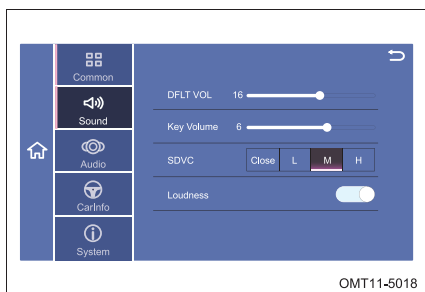 Common
Sound
Audio
CarInfo
System
DFLT VOL 16
Key Volume 6
SDVC Close L M H
Loudness
OMT11-5018